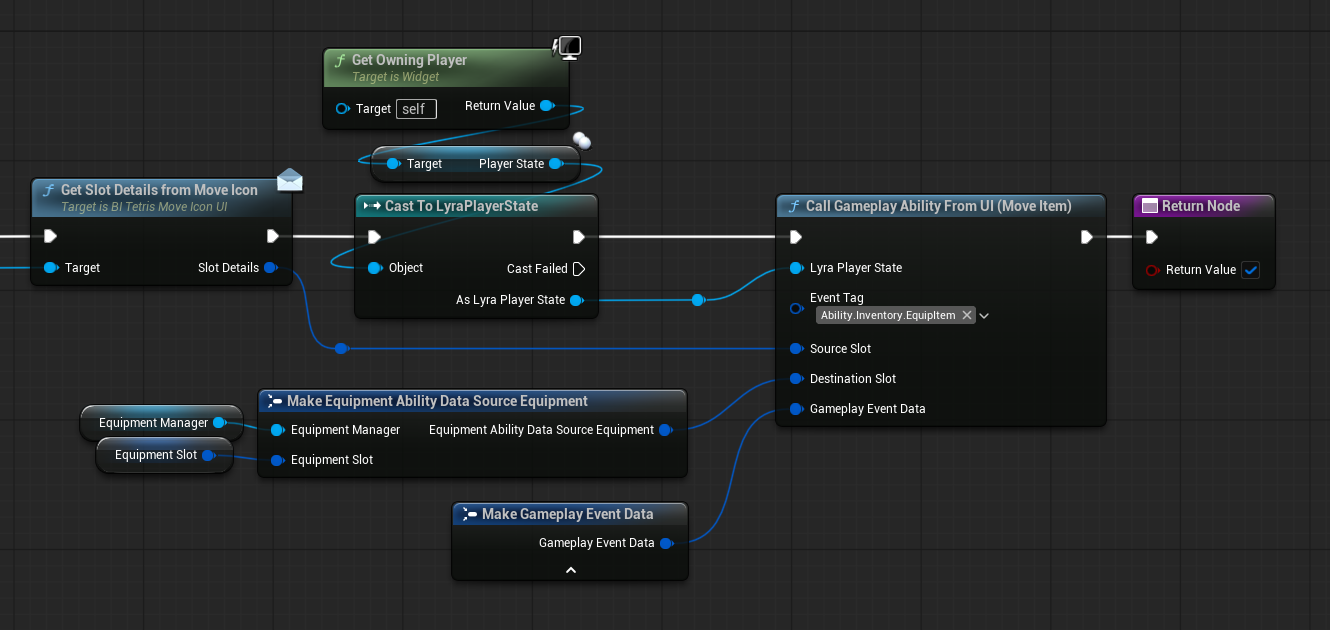 Get Owning Player
Target is Widget
Target self Return Value
Target Player State
Get Slot Details from Move Icon
Target is BI Tetris Move Icon UI
Target Slot Details
Cast To LyraPlayerState
Object Cast Failed
As Lyra Player State
Call Gameplay Ability From UI (Move Item)
Lyra Player State
Event Tag
Ability.Inventory.EquipItem
Source Slot
Destination Slot
Gameplay Event Data
Return Node
Return Value
Equipment Manager
Equipment Slot
Make Equipment Ability Data Source Equipment
Equipment Manager Equipment Ability Data Source Equipment
Equipment Slot
Make Gameplay Event Data
Gameplay Event Data